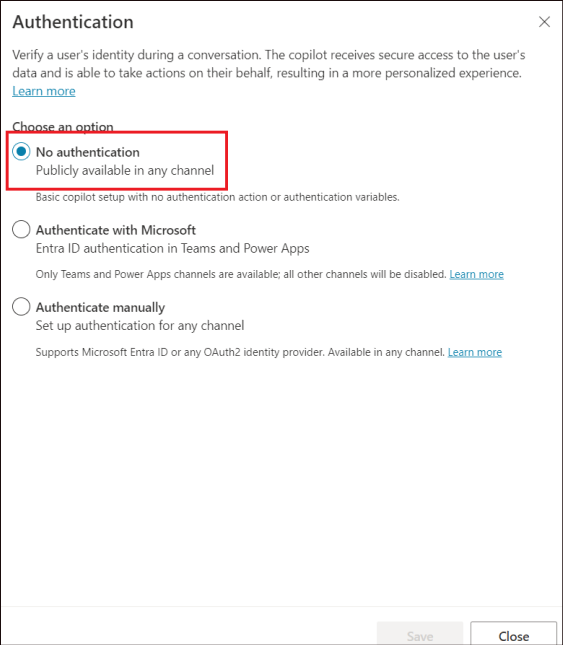 Authentication
Verify a user's identity during a conversation. The copilot receives secure access to the user's
data and is able to take actions on their behalf, resulting in a more personalized experience.
Learn more
Choose an option
No authentication
Publicly available in any channel
Basic copilot setup with no authentication action or authentication variables.
Authenticate with Microsoft
Entra ID authentication in Teams and Power Apps
Only Teams and Power Apps channels are available; all other channels will be disabled. Learn more
Authenticate manually
Set up authentication for any channel
Supports Microsoft Entra ID or any OAuth2 identity provider. Available in any channel. Learn more
Save Close